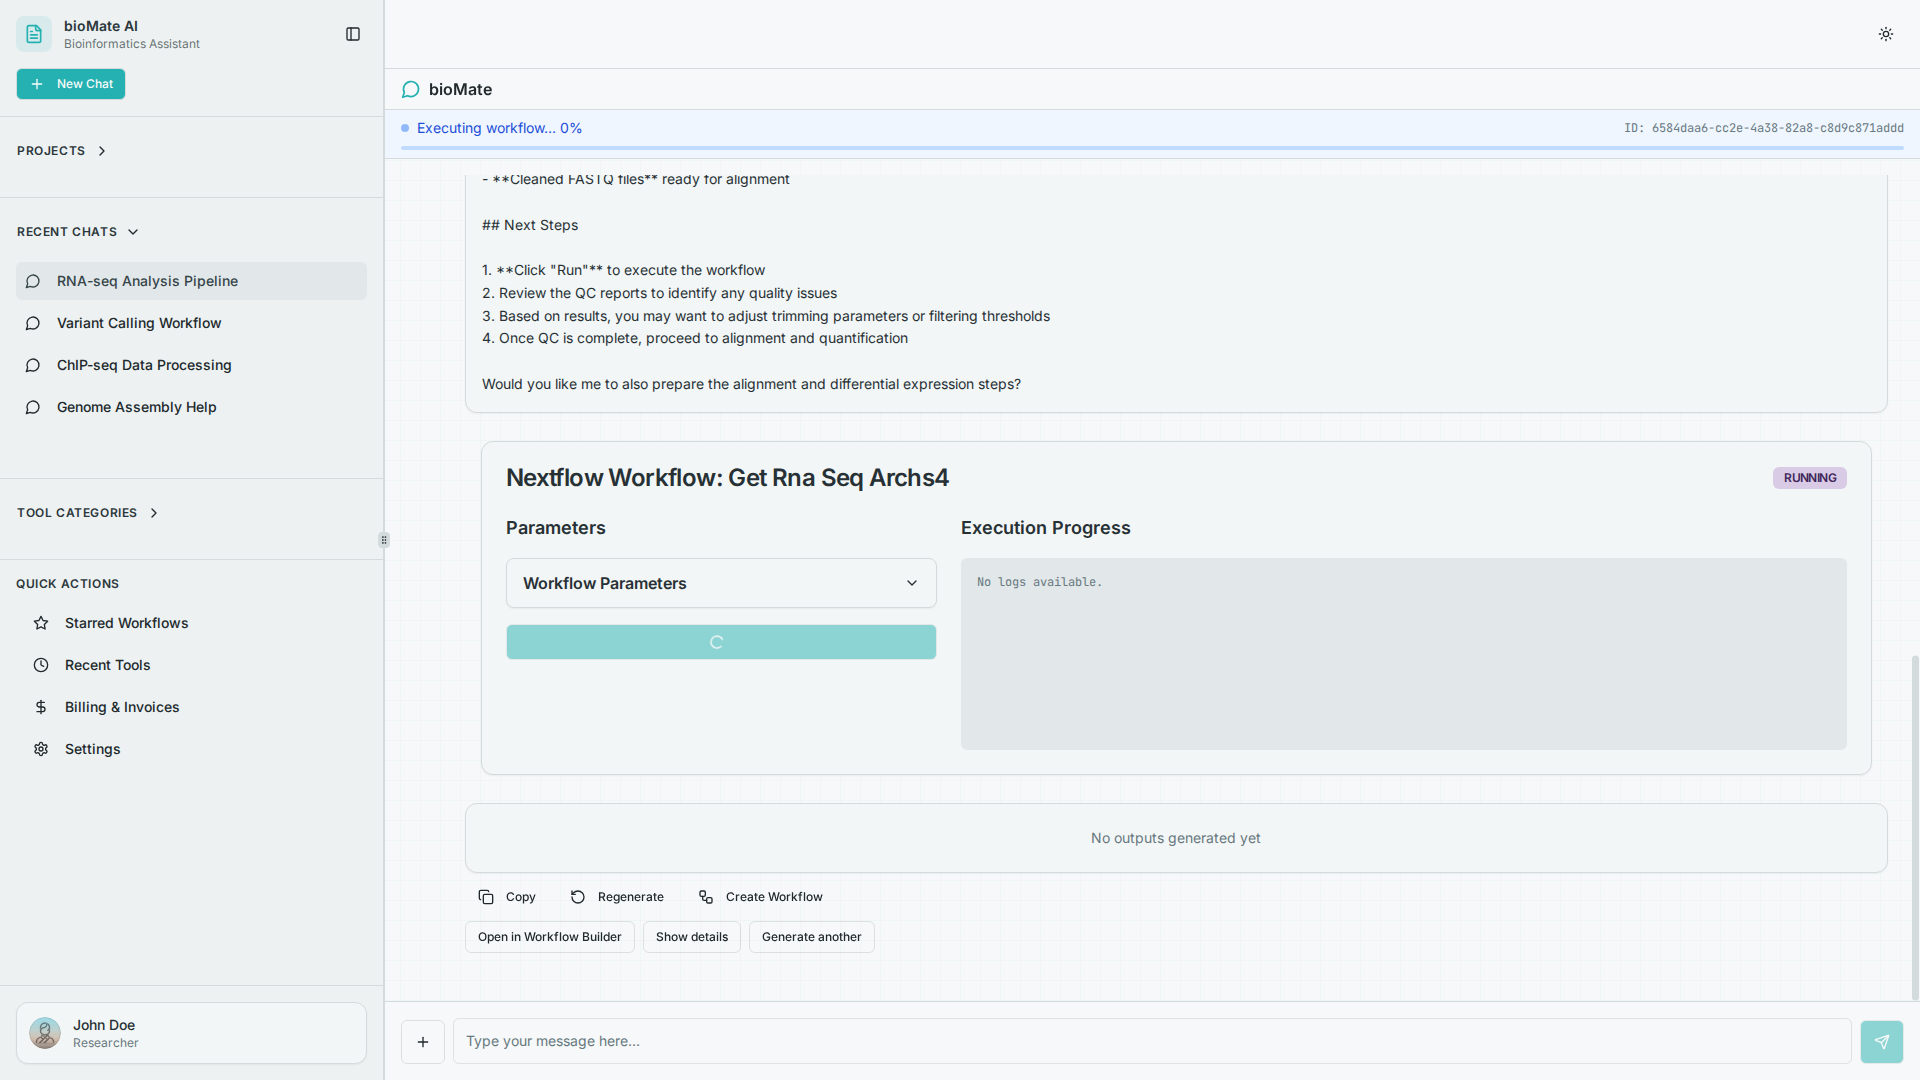 bioMate AI
Bioinformatics Assistant
New Chat
PROJECTS
RECENT CHATS
RNA-seq Analysis Pipeline
Variant Calling Workflow
ChIP-seq Data Processing
Genome Assembly Help
TOOL CATEGORIES
QUICK ACTIONS
Starred Workflows
Recent Tools
Billing & Invoices
Settings
John Doe
Researcher
bioMate
Executing workflow... 0%
ID: 6584daa6-cc2e-4a38-82a8-c8d9c871addd
- **Cleaned FASTQ files** ready for alignment
## Next Steps
1. **Click "Run"** to execute the workflow
2. Review the QC reports to identify any quality issues
3. Based on results, you may want to adjust trimming parameters or filtering thresholds
4. Once QC is complete, proceed to alignment and quantification
Would you like me to also prepare the alignment and differential expression steps?
Nextflow Workflow: Get Rna Seq Archs4
RUNNING
Parameters
Workflow Parameters
Execution Progress
No logs available.
No outputs generated yet
Copy
Regenerate
Create Workflow
Open in Workflow Builder
Show details
Generate another
Type your message here...